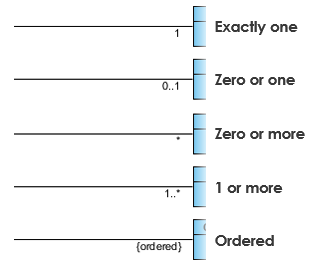 1 Exactly one
0..1 Zero or one
* Zero or more
1..* 1 or more
{ordered} Ordered